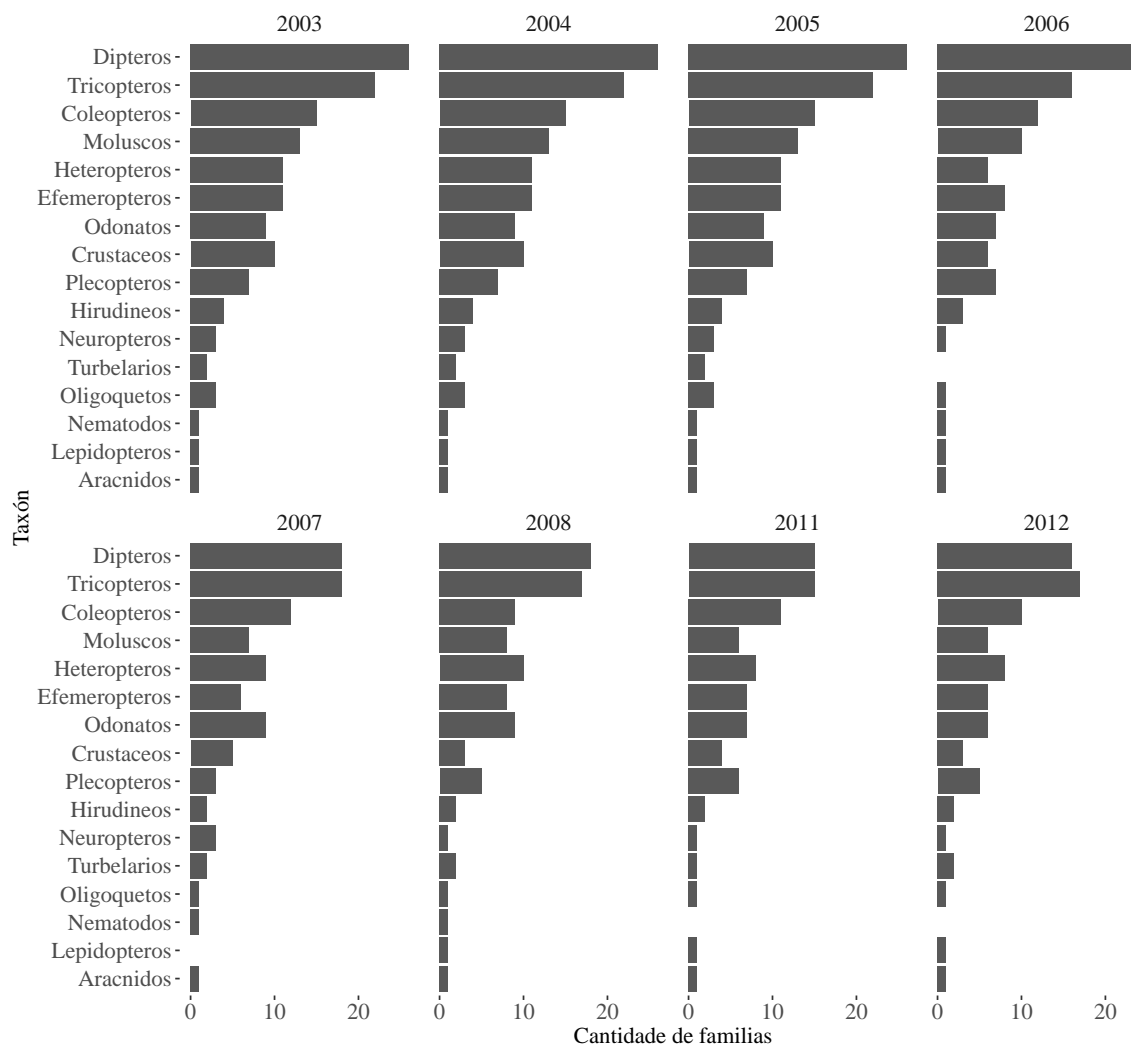 2003 2004 2005 2006
Dipteros
Tricopteros
Coleopteros
Moluscos
Heteropteros
Efemeropteros
Odonatos
Crustaceos
Plecopteros
Hirudineos
Neuropteros
Turbelarios
Oligoquetos
Nematodos
Lepidopteros
Aracnidos
Taxón
2007 2008 2011 2012
Dipteros
Tricopteros
Coleopteros
Moluscos
Heteropteros
Efemeropteros
Odonatos
Crustaceos
Plecopteros
Hirudineos
Neuropteros
Turbelarios
Oligoquetos
Nematodos
Lepidopteros
Aracnidos
0 10 20 0 10 20 0 10 20 0 10 20
Cantidade de familias